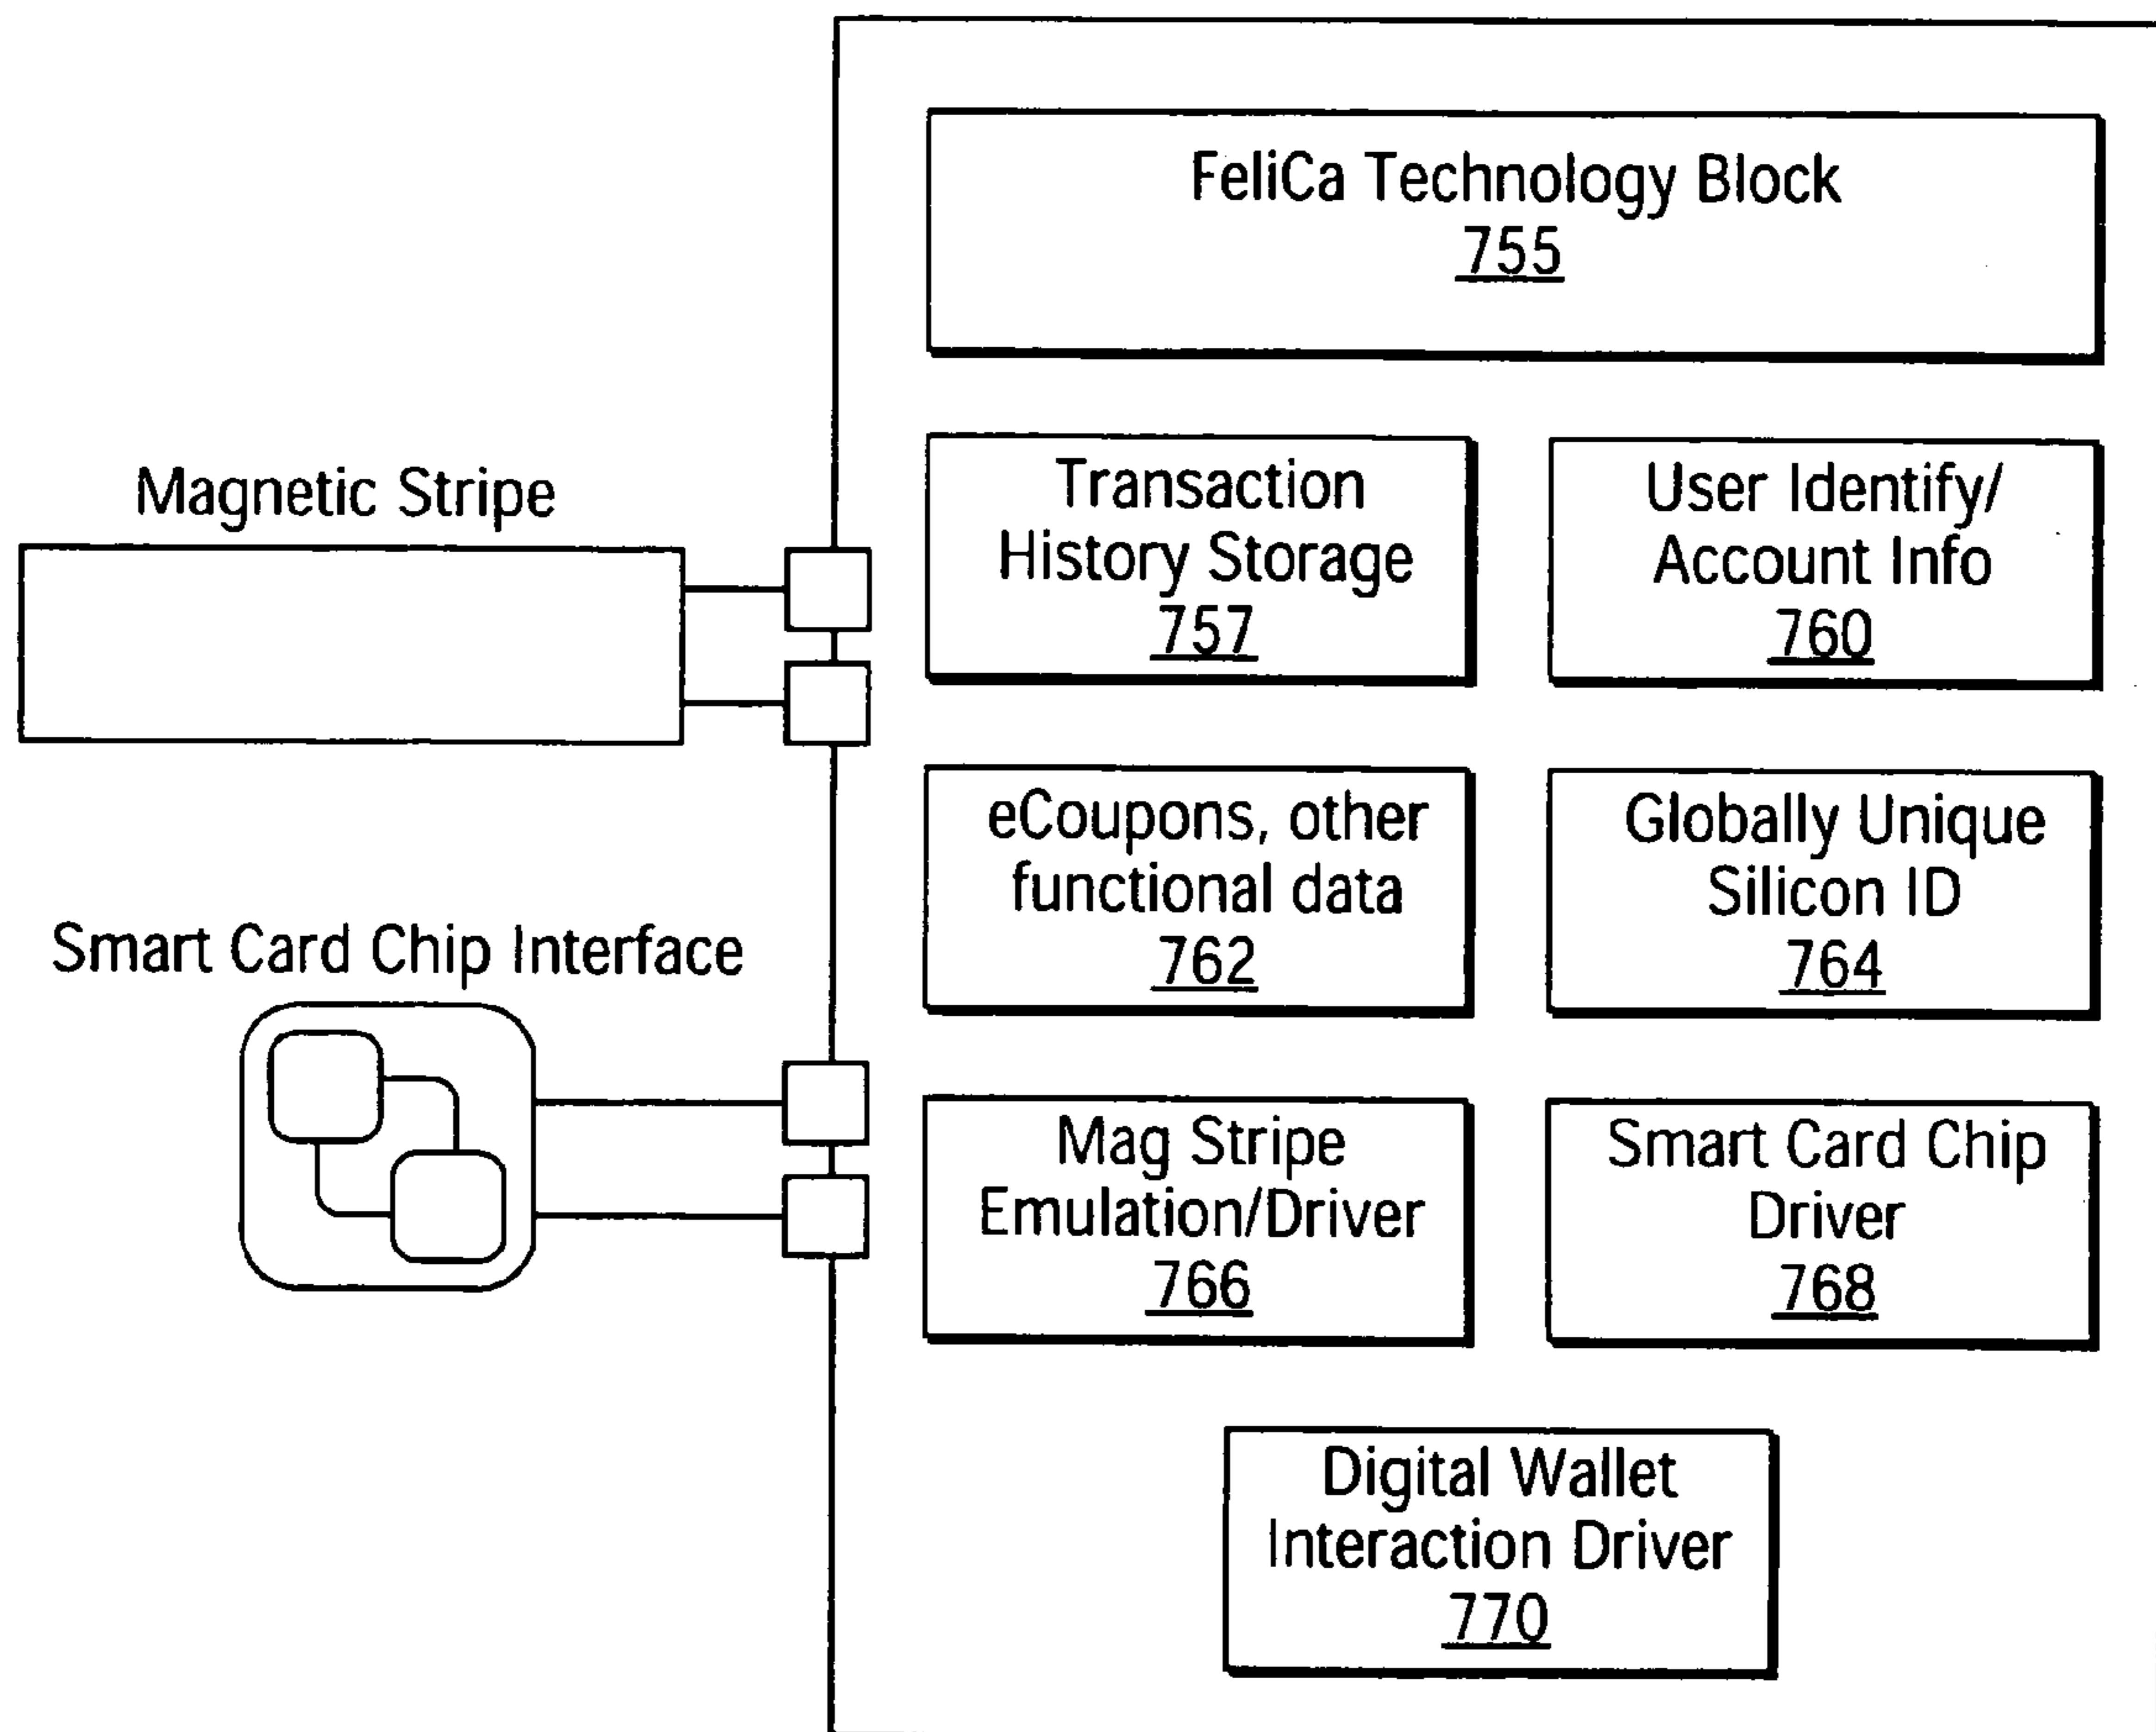 FeliCa Technology Block
755
Magnetic Stripe
Transaction
History Storage
757
User Identify/
Account Info
760
eCoupons, other
functional data
762
Globally Unique
Silicon ID
764
Smart Card Chip Interface
Mag Stripe
Emulation/Driver
766
Smart Card Chip
Driver
768
Digital Wallet
Interaction Driver
770